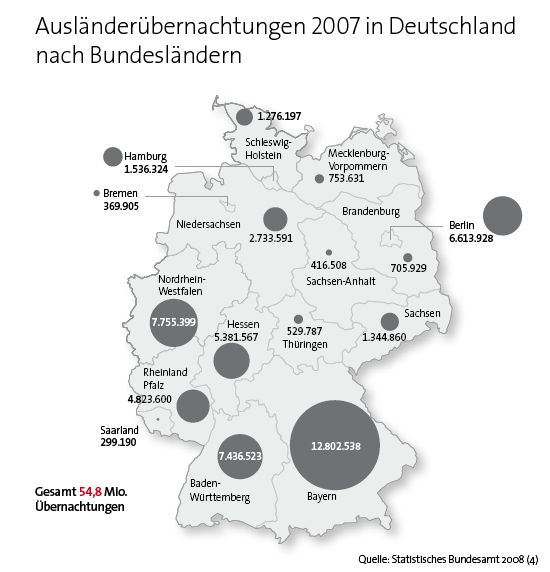 Ausländerübernachtungen 2007 in Deutschland
nach Bundesländern
1.276.197
Schleswig-
Holstein
Hamburg
1.536.324
Mecklenburg-
Vorpommern
753.631
Bremen
369.905
Niedersachsen
2.733.591
Brandenburg
705.929
Berlin
6.613.928
416.508
Sachsen-Anhalt
Nordrhein-
Westfalen
7.755.399
Hessen
5.381.567
529.787
Thüringen
Sachsen
1.344.860
Rheinland
Pfalz
4.823.600
Saarland
299.190
7.436.523
Baden-
Württemberg
12.802.538
Bayern
Gesamt 54,8 Mio.
Übernachtungen
Quelle: Statistisches Bundesamt 2008 (4)